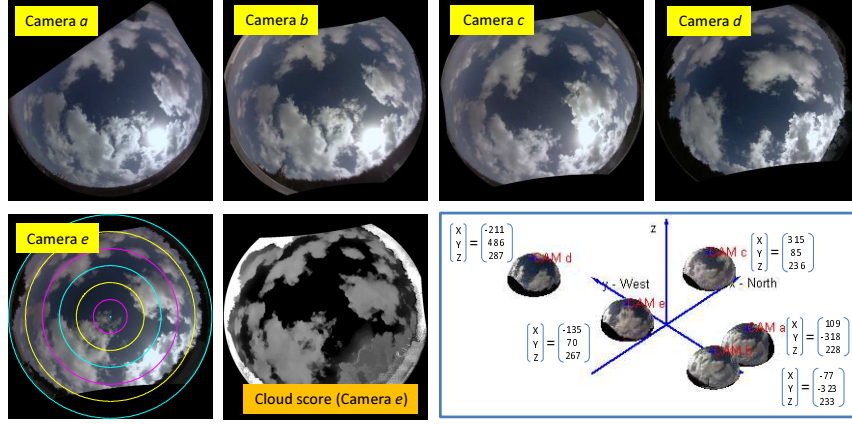 Camera a
Camera b
Camera c
Camera d
Camera e
Cloud score (Camera e)
X
Y
Z
=
-211
486
287
CAM d
z
CAM c
X
Y
Z
=
315
85
236
y - West
x - North
CAM e
X
Y
Z
=
-135
70
267
CAM a
X
Y
Z
=
109
-318
228
X
Y
Z
=
-77
-323
233